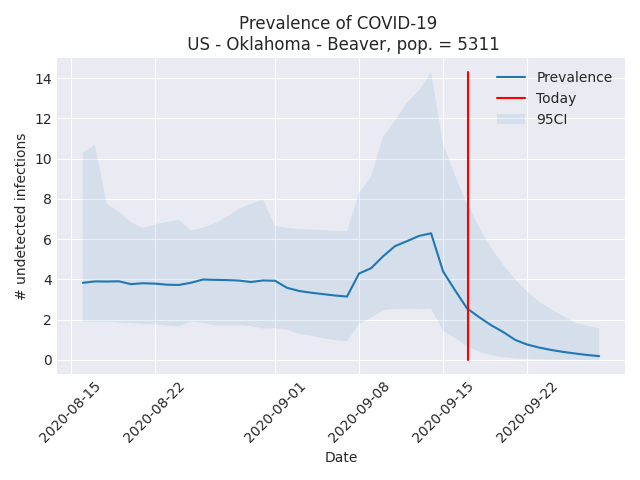 Prevalence of COVID-19
US - Oklahoma - Beaver, pop. = 5311
14
12
10
8
6
4
2
0
# undetected infections
Prevalence
Today
95CI
2020-08-15
2020-08-22
2020-09-01
2020-09-08
2020-09-15
2020-09-22
Date